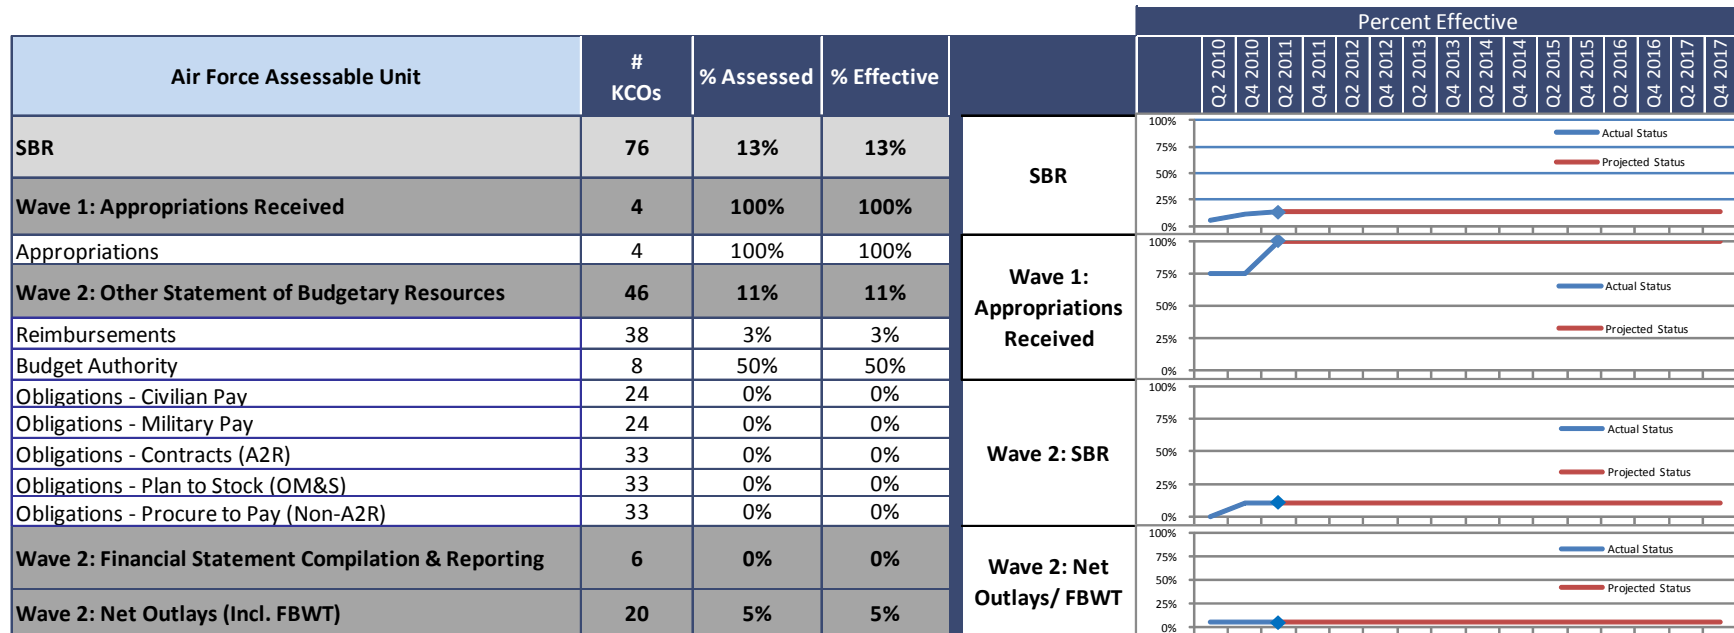 Percent Effective
Air Force Assessable Unit
#
KCOs
% Assessed
% Effective
Q2 2010
Q4 2010
Q2 2011
Q4 2011
Q2 2012
Q4 2012
Q2 2013
Q4 2013
Q2 2014
Q4 2014
Q2 2015
Q4 2015
Q2 2016
Q4 2016
Q2 2017
Q4 2017
SBR 76 13% 13%
Wave 1: Appropriations Received 4 100% 100%
Appropriations 4 100% 100%
Wave 2: Other Statement of Budgetary Resources 46 11% 11%
Reimbursements 38 3% 3%
Budget Authority 8 50% 50%
Obligations - Civilian Pay 24 0% 0%
Obligations - Military Pay 24 0% 0%
Obligations - Contracts (A2R) 33 0% 0%
Obligations - Plan to Stock (OM&S) 33 0% 0%
Obligations - Procure to Pay (Non-A2R) 33 0% 0%
Wave 2: Financial Statement Compilation & Reporting 6 0% 0%
Wave 2: Net Outlays (Incl. FBWT) 20 5% 5%
SBR
100%
75%
50%
25%
0%
Actual Status
Projected Status
Wave 1:
Appropriations
Received
100%
75%
50%
25%
0%
Actual Status
Projected Status
Wave 2: SBR
100%
75%
50%
25%
0%
Actual Status
Projected Status
Wave 2: Net
Outlays/ FBWT
100%
75%
50%
25%
0%
Actual Status
Projected Status